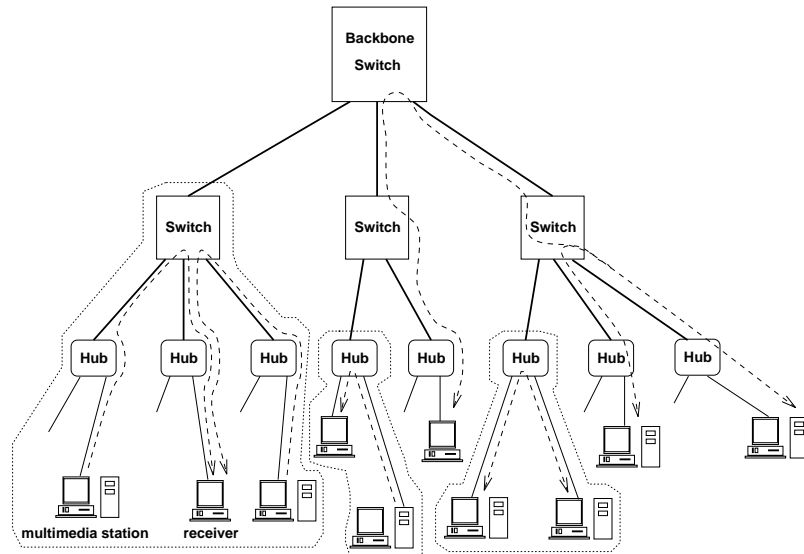 Backbone
Switch
Switch
Switch
Switch
Hub
Hub
Hub
Hub
Hub
Hub
Hub
Hub
multimedia station
receiver